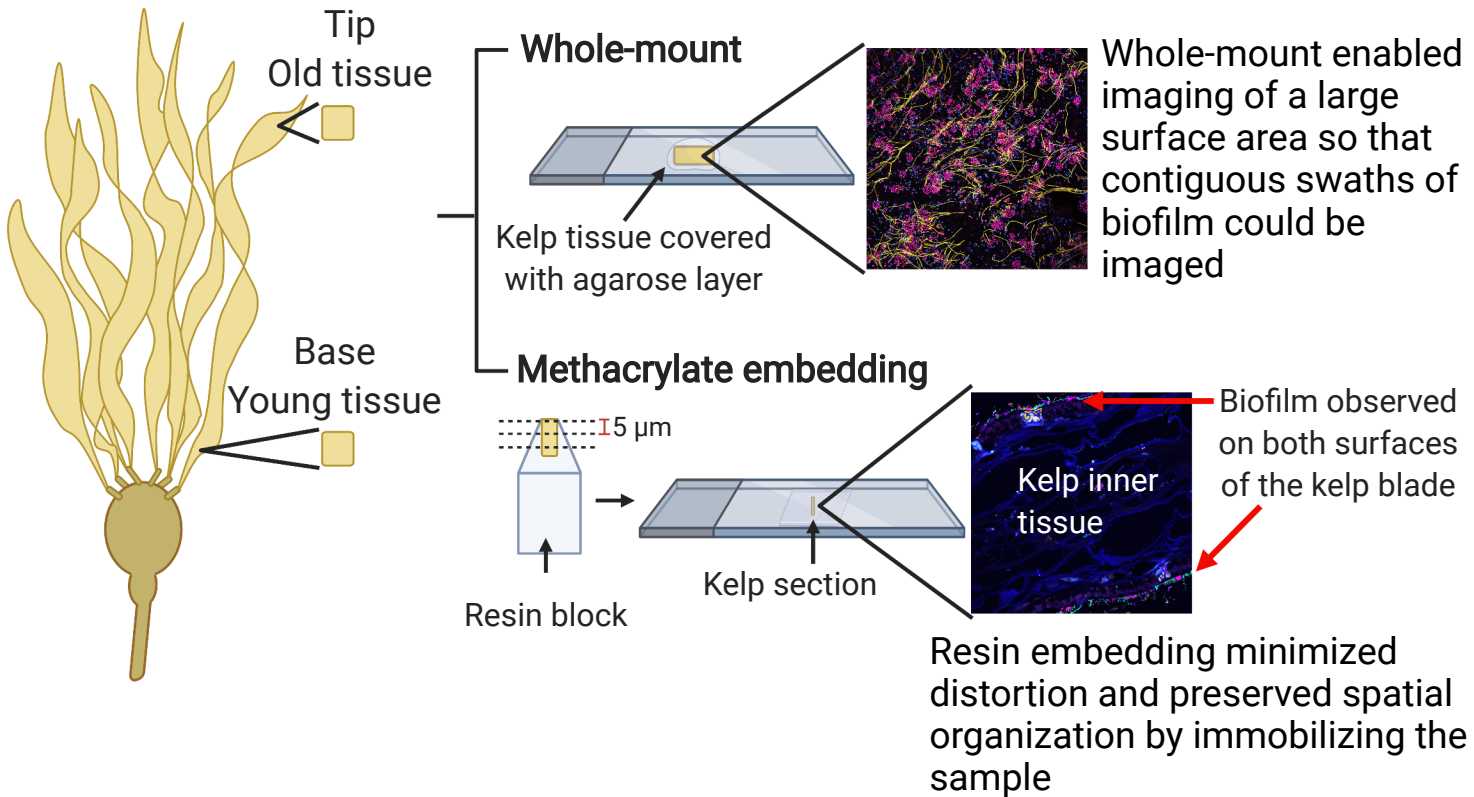 Tip
Old tissue
Base
Young tissue
Whole-mount
Kelp tissue covered
with agarose layer
Whole-mount enabled
imaging of a large
surface area so that
contiguous swaths of
biofilm could be
imaged
Methacrylate embedding
5 μm
Resin block
Kelp section
Kelp inner
tissue
Biofilm observed
on both surfaces
of the kelp blade
Resin embedding minimized
distortion and preserved spatial
organization by immobilizing the
sample